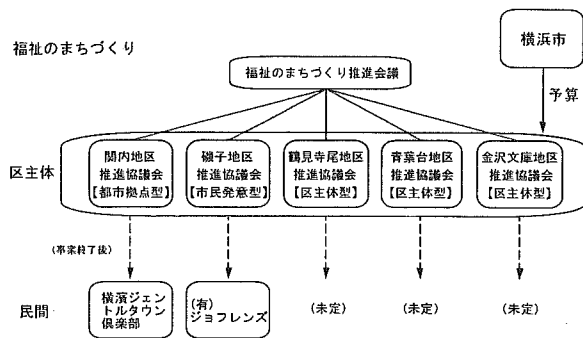 福祉のまちづくり
横浜市
福祉のまちづくり推進会議
予算
区主体
関内地区
推進協議会
【都市拠点型】
磯子地区
推進協議会
【市民発意型】
鶴見寺尾地区
推進協議会
【区主体型】
青葉台地区
推進協議会
【区主体型】
金沢文庫地区
推進協議会
【区主体型】
(事業終了後)
民間
横濱ジェン
トルタウン
倶楽部
(有)
ジョフレンズ
(未定)
(未定)
(未定)